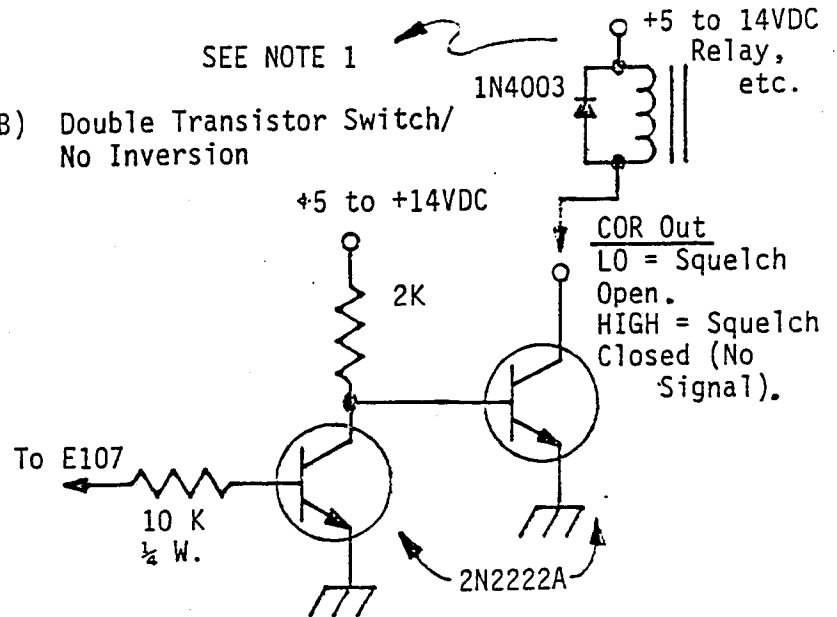 SEE NOTE 1
+5 to 14VDC
Relay,
etc.
1N4003
B) Double Transistor Switch/
No Inversion
+5 to +14VDC
2K
COR Out
LO = Squelch
Open.
HIGH = Squelch
Closed (No
Signal).
To E107
10 K
¼ W.
2N2222A